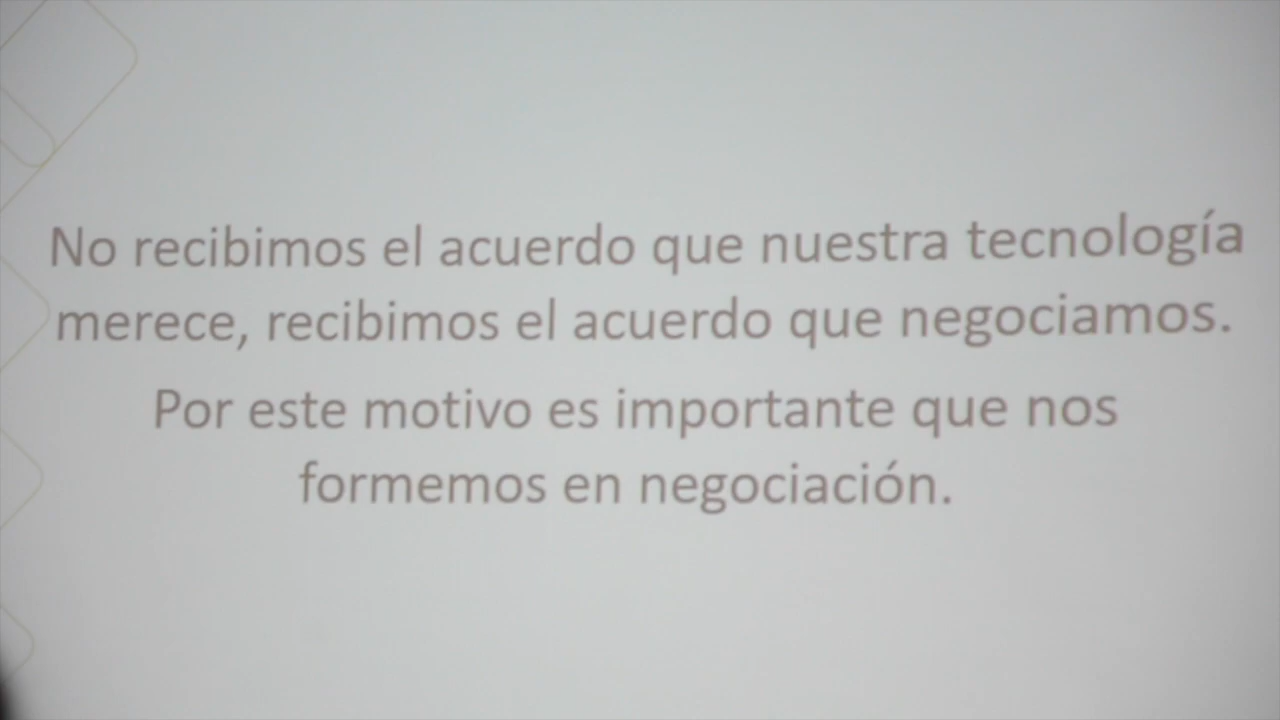 No recibimos el acuerdo que nuestra tecnología
merece, recibimos el acuerdo que negociamos.
Por este motivo es importante que nos
formemos en negociación.